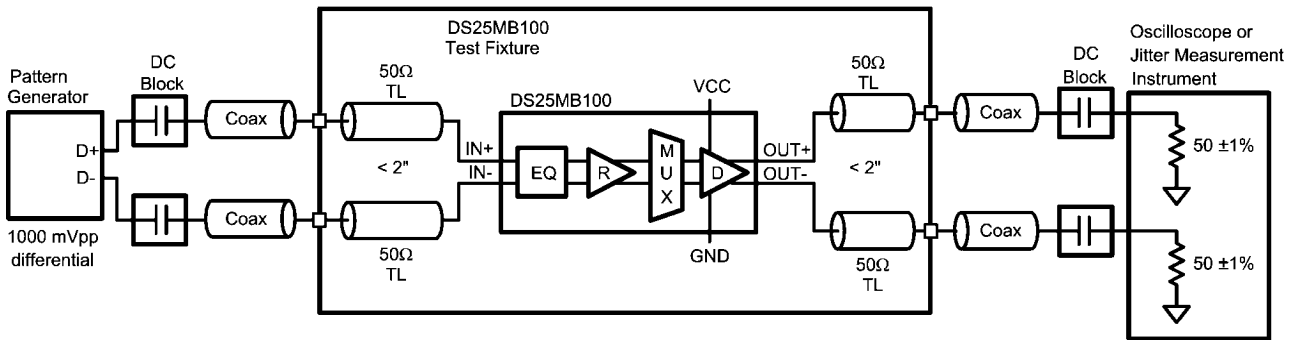 DS25MB100
Test Fixture
Oscilloscope or
Jitter Measurement
Instrument
DC
Block
DC
Block
Pattern
Generator
50Ω
TL
50Ω
TL
DS25MB100
VCC
Coax
Coax
50 ±1%
D+
D-
IN+
IN-
< 2"
EQ
R
M
U
X
D
OUT+
OUT-
< 2"
Coax
Coax
1000 mVpp
differential
50Ω
TL
GND
50Ω
TL
50 ±1%